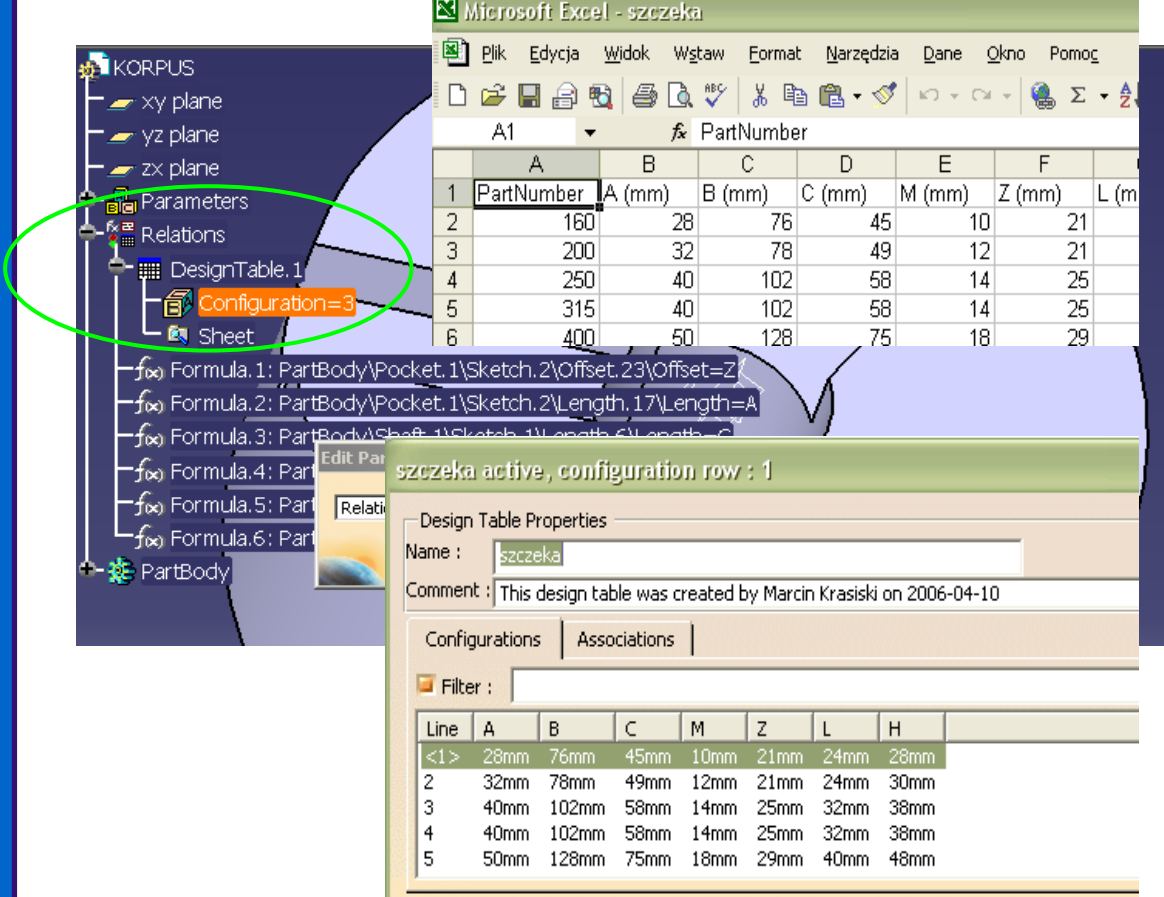 Microsoft Excel - szczeka
Plik Edycja Widok Wstaw Format Narzędzia Dane Okno Pomoc
A1 fx PartNumber
A B C D E F
1 PartNumber A (mm) B (mm) C (mm) M (mm) Z (mm) L (m
2 160 28 76 45 10 21
3 200 32 78 49 12 21
4 250 40 102 58 14 25
5 315 40 102 58 14 25
6 400 50 128 75 18 29
KORPUS
xy plane
yz plane
zx plane
Parameters
Relations
DesignTable.1
Configuration=3
Sheet
f(x) Formula.1: PartBody\Pocket.1\Sketch.2\Offset.23\Offset=Z
f(x) Formula.2: PartBody\Pocket.1\Sketch.2\Length.17\Length=A
f(x) Formula.3: PartBody\Shaft.1\Sketch.1\Length.6\Length=C
f(x) Formula.4: Part
f(x) Formula.5: Part
f(x) Formula.6: Part
PartBody
Edit Par
Relati
szczeka active, configuration row : 1
Design Table Properties
Name : szczeka
Comment : This design table was created by Marcin Krasiski on 2006-04-10
Configurations Associations
Filter :
Line A B C M Z L H
<1> 28mm 76mm 45mm 10mm 21mm 24mm 28mm
2 32mm 78mm 49mm 12mm 21mm 24mm 30mm
3 40mm 102mm 58mm 14mm 25mm 32mm 38mm
4 40mm 102mm 58mm 14mm 25mm 32mm 38mm
5 50mm 128mm 75mm 18mm 29mm 40mm 48mm